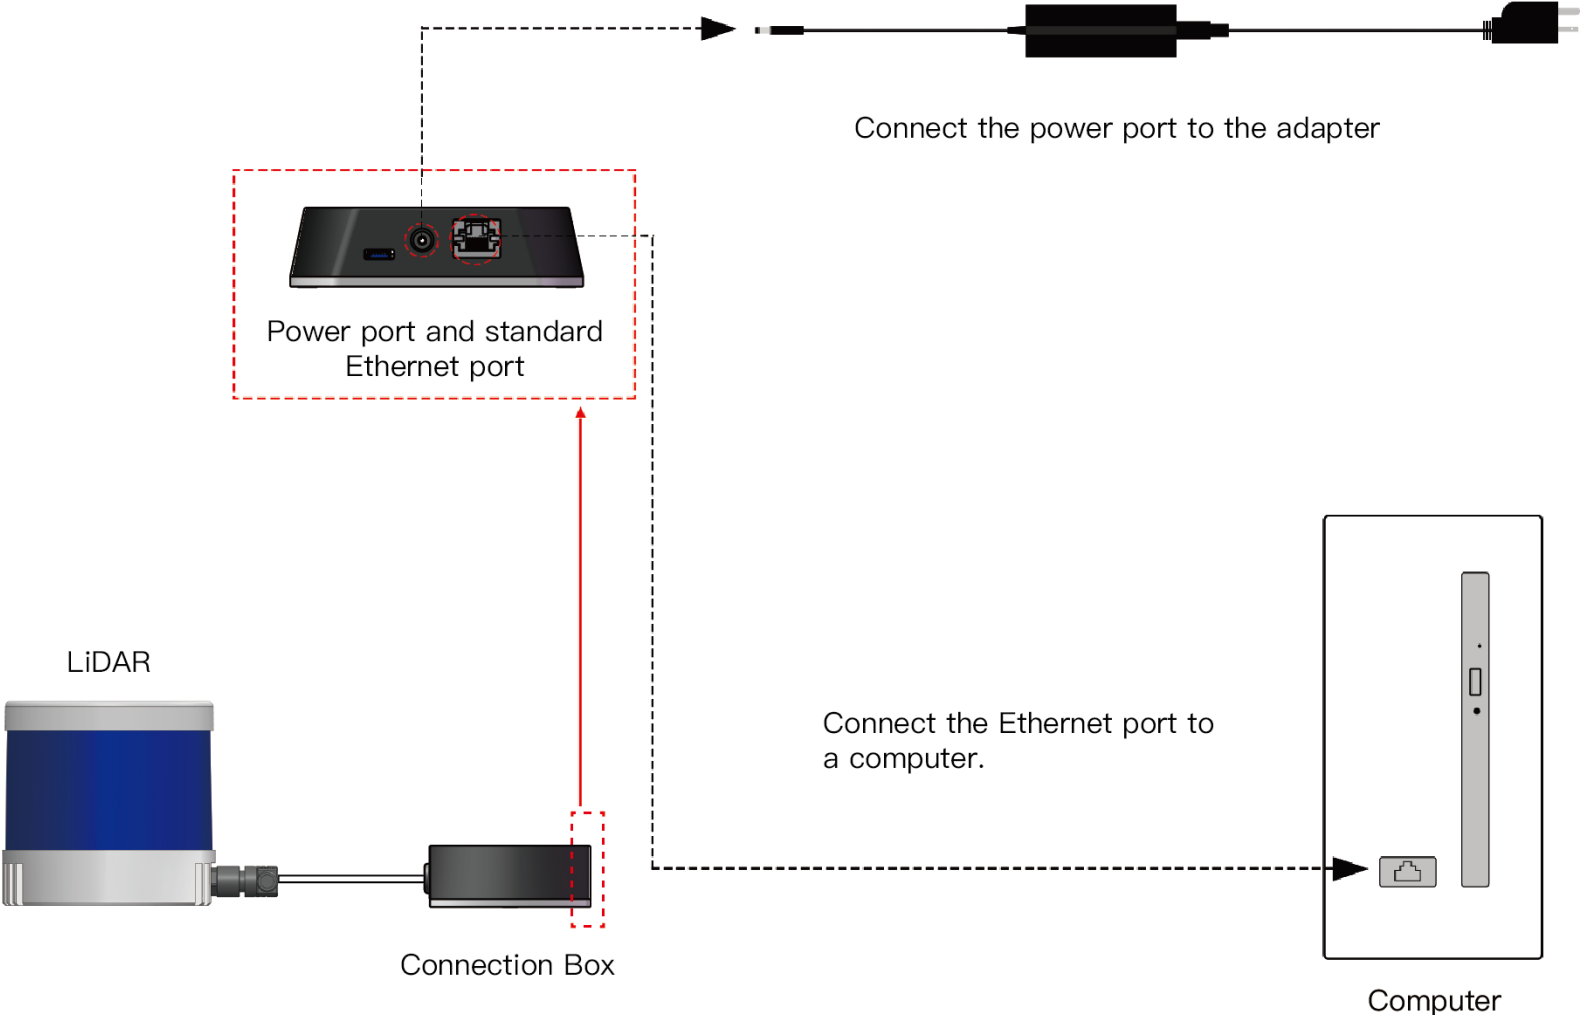 Connect the power port to the adapter
Power port and standard
Ethernet port
LiDAR
Connect the Ethernet port to
a computer.
Connection Box
Computer